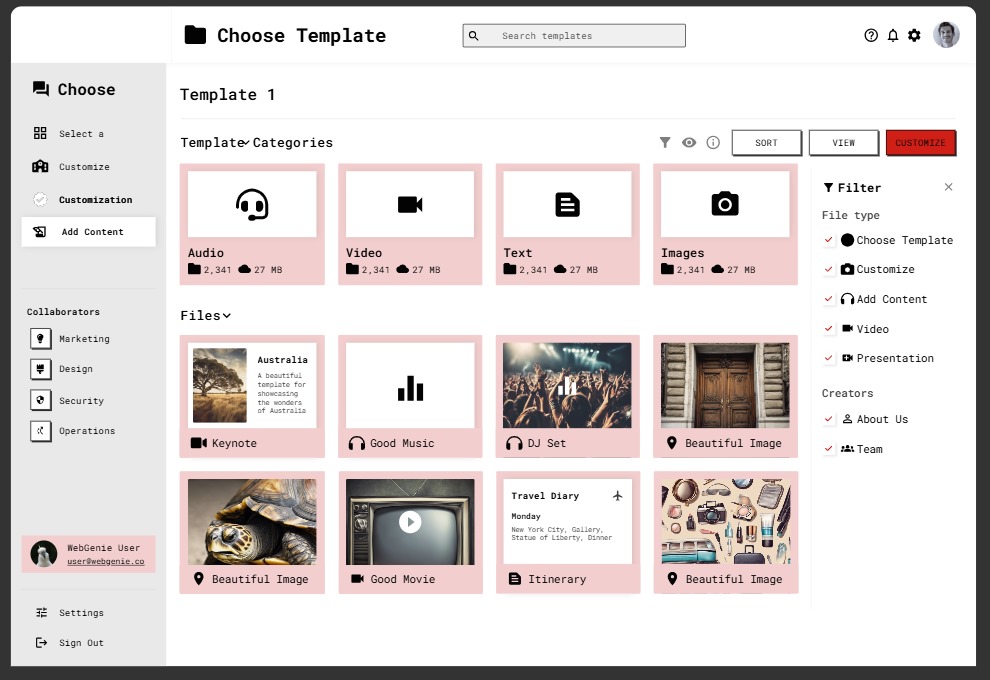 Choose Template
Search templates
Choose
Select a
Customize
Customization
Add Content
Collaborators
Marketing
Design
Security
Operations
WebGenie User
user@webgenie.co
Settings
Sign Out
Template 1
Template Categories
SORT
VIEW
CUSTOMIZE
Audio
2,341 27 MB
Video
2,341 27 MB
Text
2,341 27 MB
Images
2,341 27 MB
Files
Australia
A beautiful
template for
showcasing
the wonders
of Australia
Keynote
Good Music
DJ Set
Beautiful Image
Beautiful Image
Good Movie
Travel Diary
Monday
New York City, Gallery,
Statue of Liberty, Dinner
Itinerary
Beautiful Image
Filter
File type
Choose Template
Customize
Add Content
Video
Presentation
Creators
About Us
Team